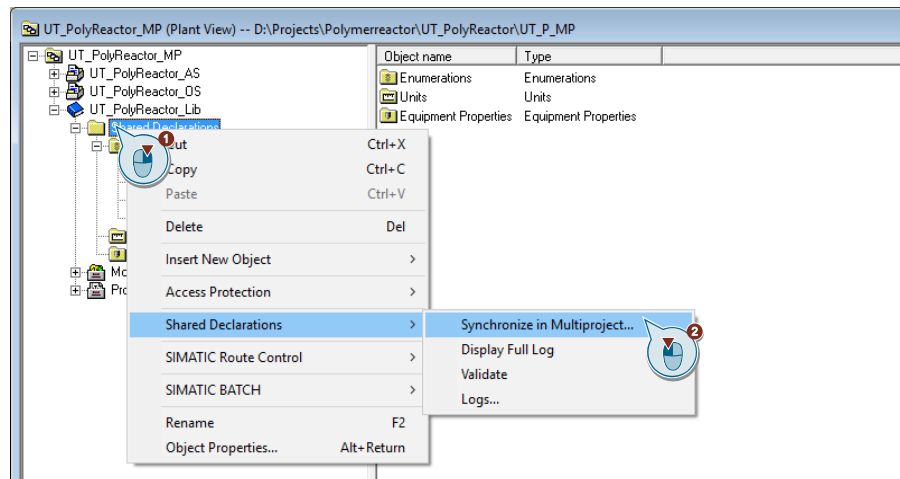 UT_PolyReactor_MP (Plant View) -- D:\Projects\Polymerreactor\UT_PolyReactor\UT_P_MP
UT_PolyReactor_MP
UT_PolyReactor_AS
UT_PolyReactor_OS
UT_PolyReactor_Lib
Shared Declarations
Object name Type
Enumerations Enumerations
Units Units
Equipment Properties Equipment Properties
1
Cut Ctrl+X
Copy Ctrl+C
Paste Ctrl+V
Delete Del
Insert New Object
Access Protection
Shared Declarations
SIMATIC Route Control
SIMATIC BATCH
Rename F2
Object Properties... Alt+Return
Synchronize in Multiproject...
2
Display Full Log
Validate
Logs...